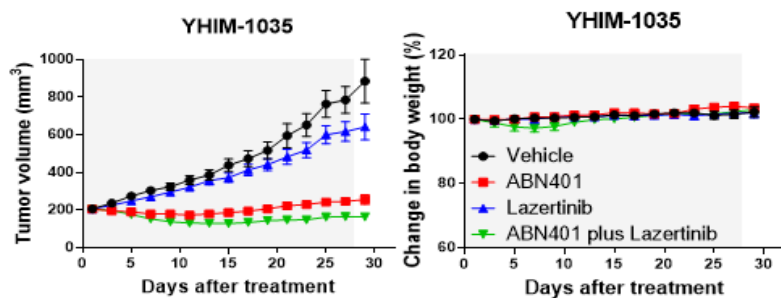 YHIM-1035
Tumor volume (mm³)
1000
800
600
400
200
0
0 5 10 15 20 25 30
Days after treatment
YHIM-1035
Change in body weight (%)
120
100
80
60
Vehicle
ABN401
Lazertinib
ABN401 plus Lazertinib
0 5 10 15 20 25 30
Days after treatment